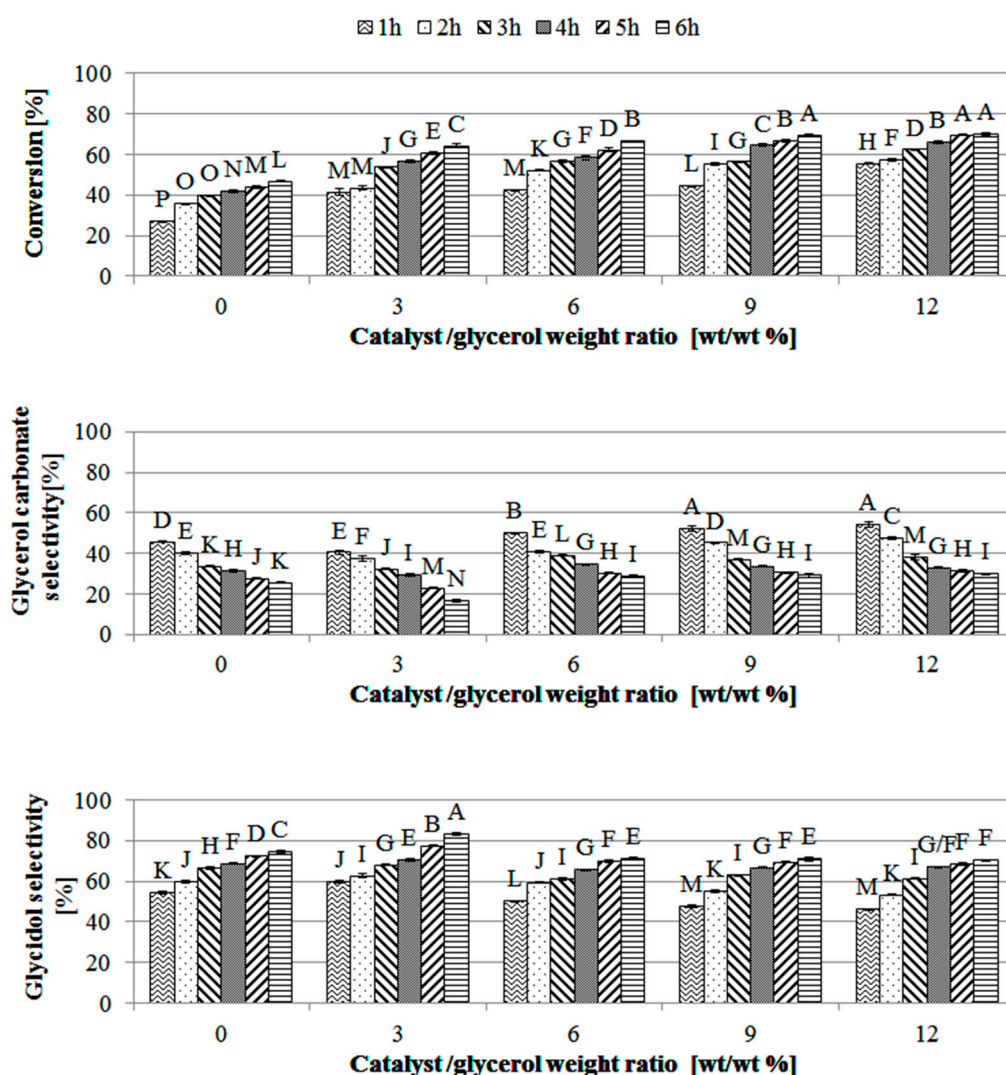 1h 2h 3h 4h 5h 6h
Conversion [%]
100
80
60
40
20
0
P O O N M L
M M J G E C
M K G F D B
L I G C B A
H F D B A A
0 3 6 9 12
Catalyst /glycerol weight ratio [wt/wt %]
Glycerol carbonate
selectivity[%]
100
80
60
40
20
0
D E K H J K
E F J I M N
B E L G H I
A D M G H I
A C M G H I
0 3 6 9 12
Catalyst /glycerol weight ratio [wt/wt %]
Glycidol selectivity
[%]
100
80
60
40
20
0
K J H F D C
J I G E B A
L J I G F E
M K I G F E
M K I G/F F F
0 3 6 9 12
Catalyst /glycerol weight ratio [wt/wt %]